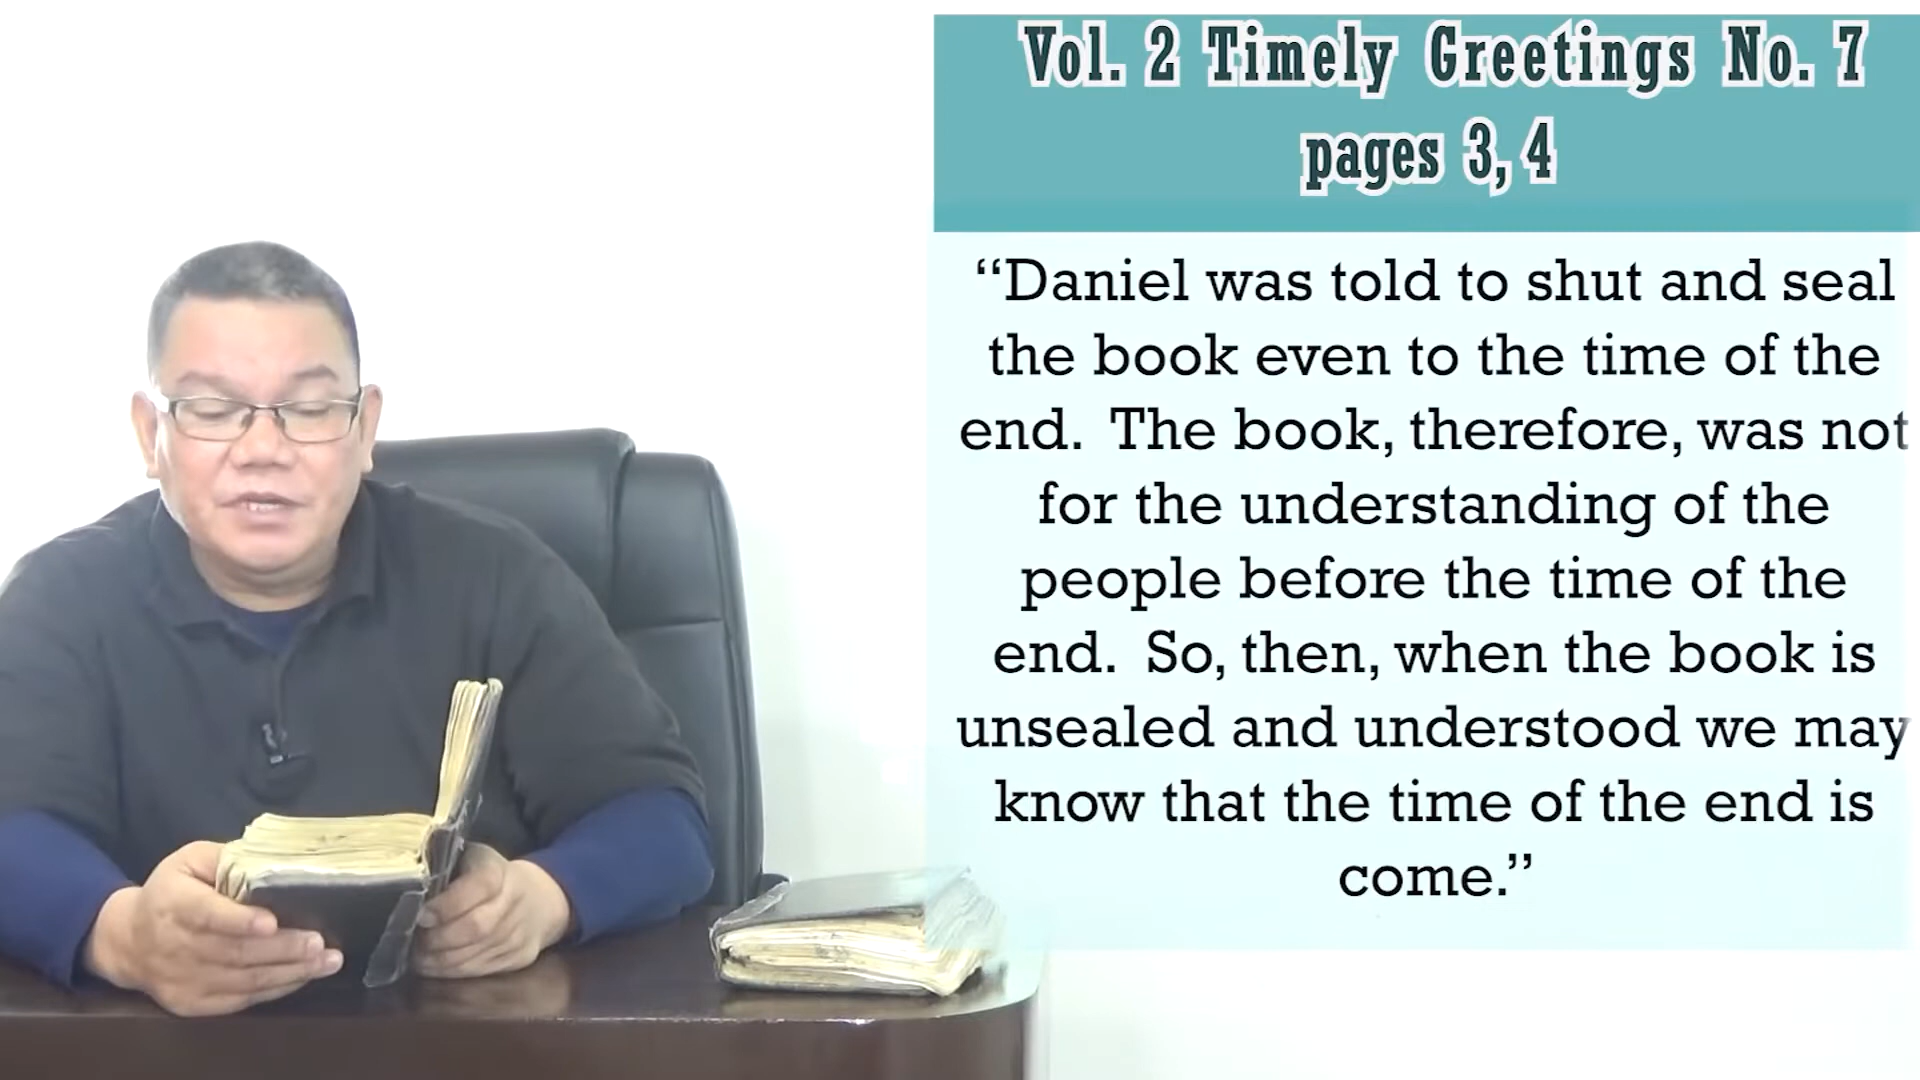 Vol. 2 Timely Greetings No. 7
pages 3, 4
“Daniel was told to shut and seal
the book even to the time of the
end. The book, therefore, was not
for the understanding of the
people before the time of the
end. So, then, when the book is
unsealed and understood we may
know that the time of the end is
come.”